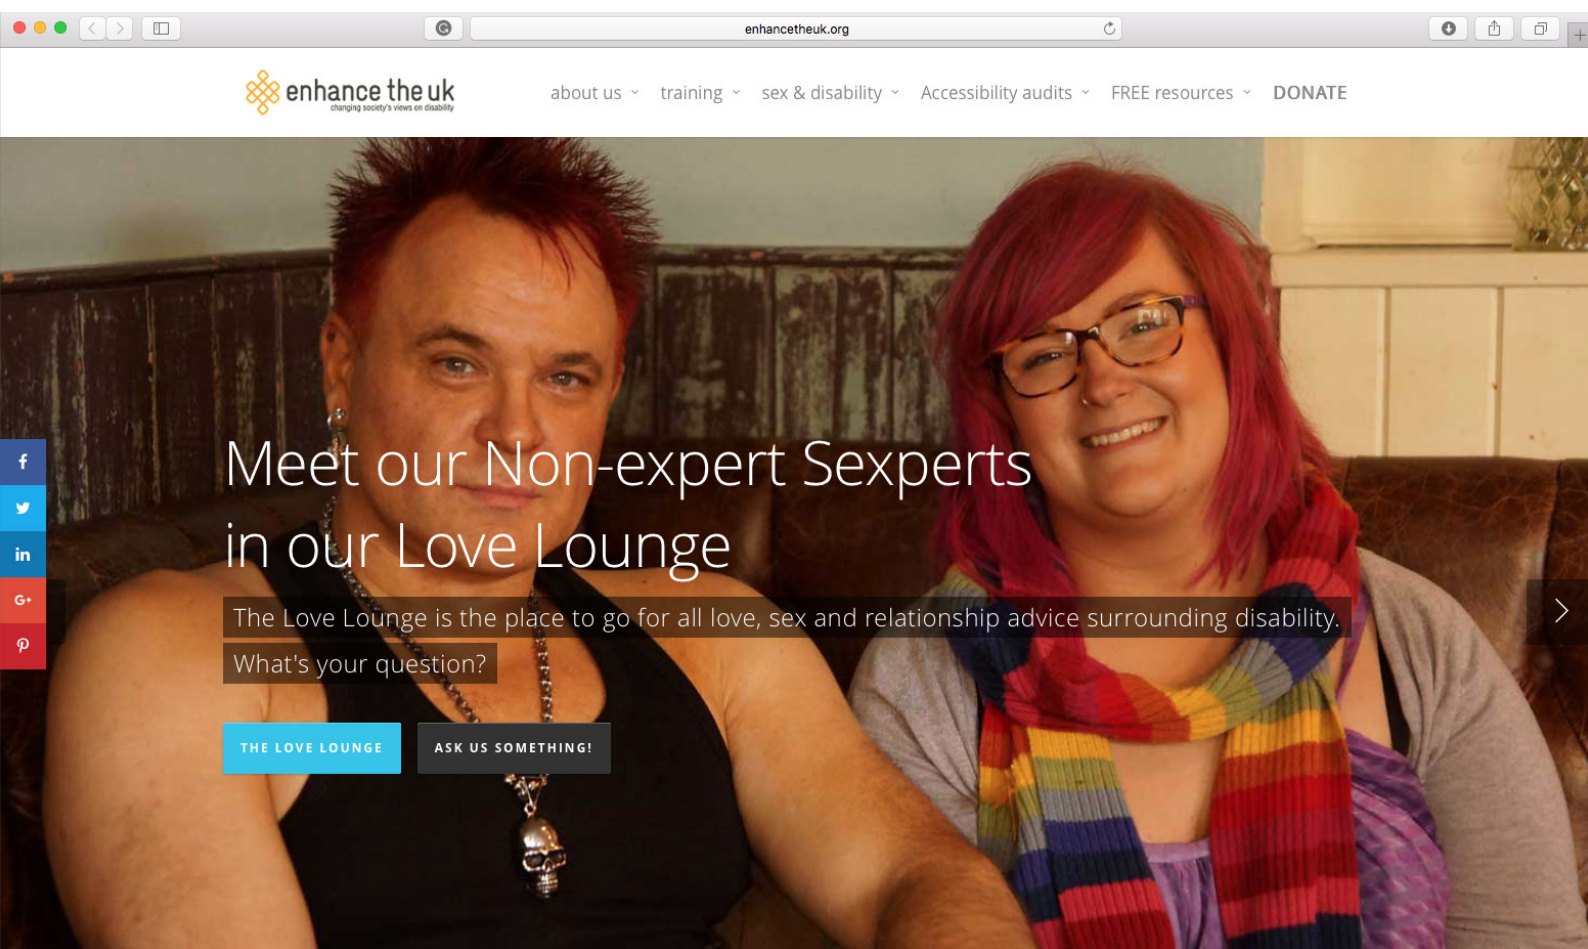 enhancetheuk.org
enhance the uk
changing society's views on disability
about us
training
sex & disability
Accessibility audits
FREE resources
DONATE
Meet our Non-expert Sexperts
in our Love Lounge
The Love Lounge is the place to go for all love, sex and relationship advice surrounding disability.
What's your question?
THE LOVE LOUNGE
ASK US SOMETHING!
f
in
G+